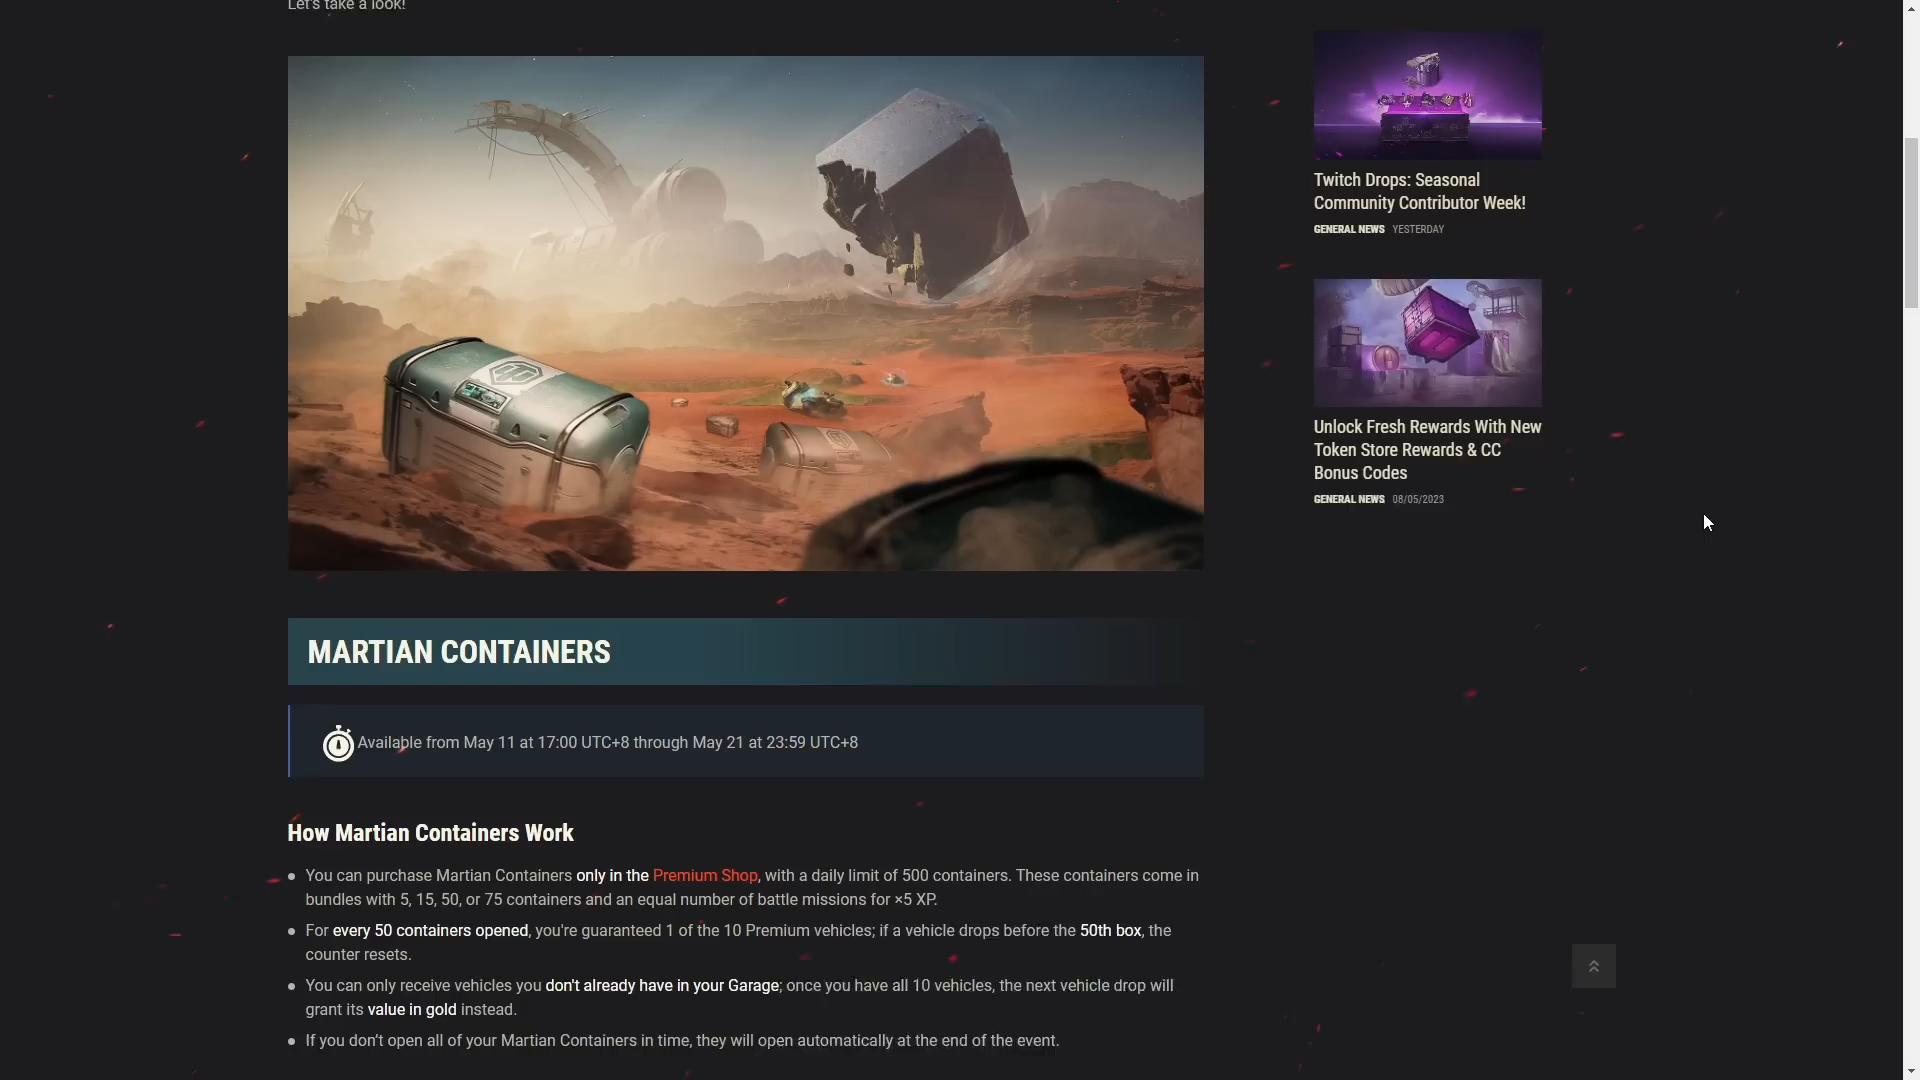 Let's take a look!
Twitch Drops: Seasonal
Community Contributor Week!
GENERAL NEWS YESTERDAY
Unlock Fresh Rewards With New
Token Store Rewards & CC
Bonus Codes
GENERAL NEWS 08/05/2023
MARTIAN CONTAINERS
Available from May 11 at 17:00 UTC+8 through May 21 at 23:59 UTC+8
How Martian Containers Work
You can purchase Martian Containers only in the Premium Shop, with a daily limit of 500 containers. These containers come in
bundles with 5, 15, 50, or 75 containers and an equal number of battle missions for ×5 XP.
For every 50 containers opened, you're guaranteed 1 of the 10 Premium vehicles; if a vehicle drops before the 50th box, the
counter resets.
You can only receive vehicles you don't already have in your Garage; once you have all 10 vehicles, the next vehicle drop will
grant its value in gold instead.
If you don’t open all of your Martian Containers in time, they will open automatically at the end of the event.